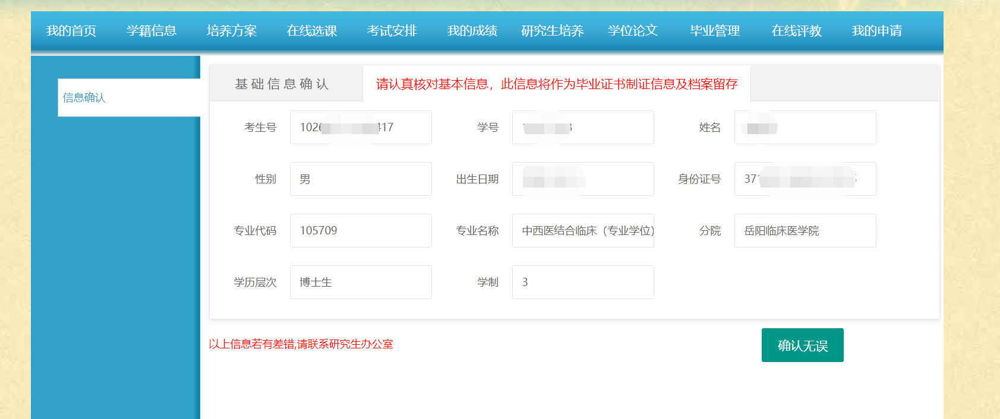 我的首页 学籍信息 培养方案 在线选课 考试安排 我的成绩 研究生培养 学位论文 毕业管理 在线评教 我的申请
信息确认
基础信息确认 请认真核对基本信息，此信息将作为毕业证书制证信息及档案留存
考生号 102 417 学号 姓名
性别 男 出生日期 身份证号 371
专业代码 105709 专业名称 中西医结合临床（专业学位） 分院 岳阳临床医学院
学历层次 博士生 学制 3
以上信息若有差错,请联系研究生办公室 确认无误